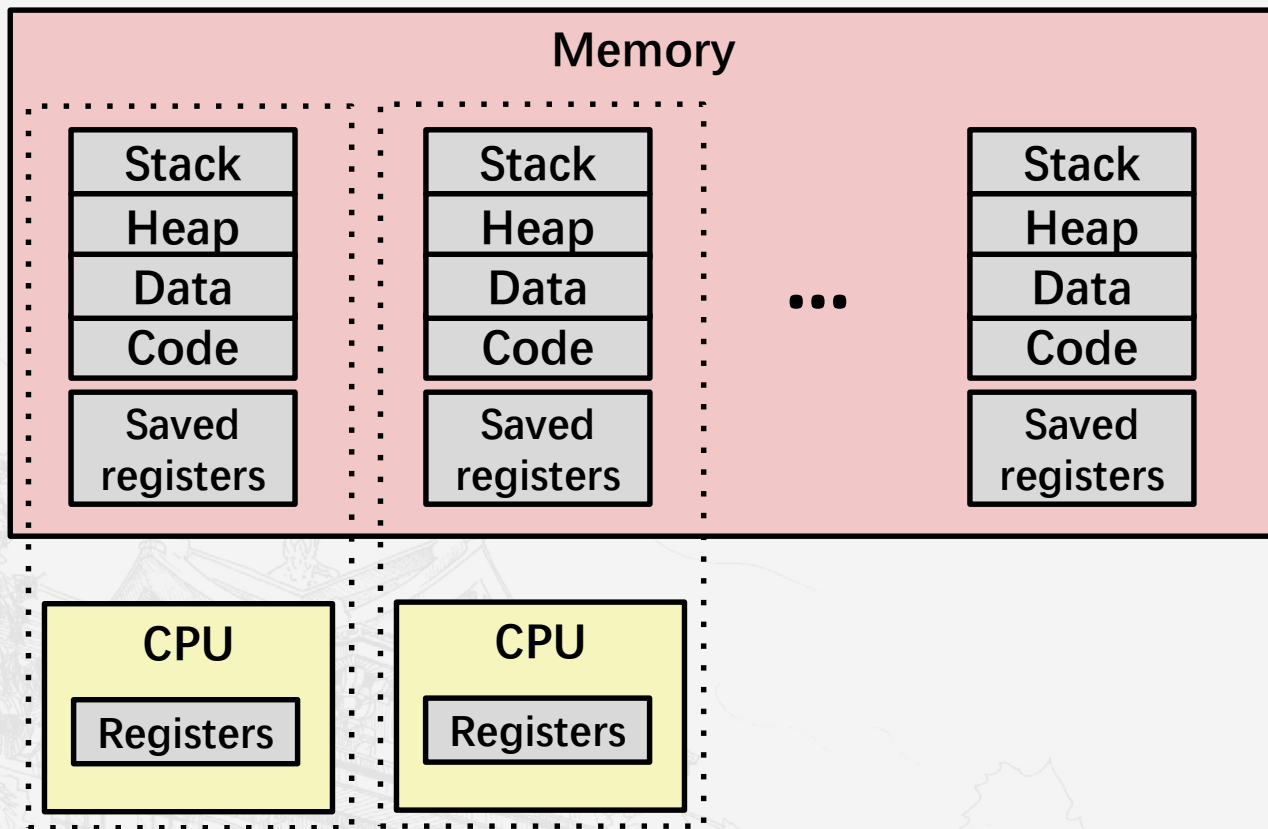 Memory
Stack
Heap
Data
Code
Saved
registers
Stack
Heap
Data
Code
Saved
registers
...
Stack
Heap
Data
Code
Saved
registers
CPU
Registers
CPU
Registers